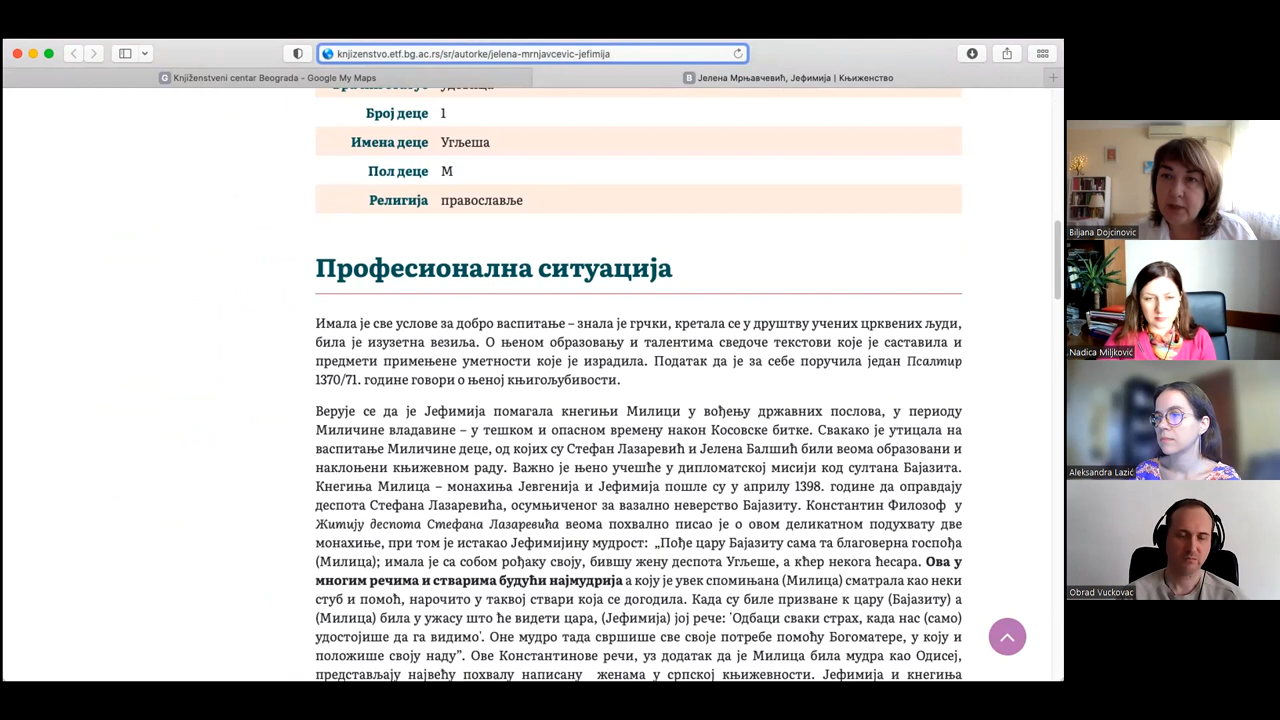 knjizenstvo.etf.bg.ac.rs/sr/autorke/jelena-mrnjavcevic-jefimija
Knjiženstveni centar Beograda - Google My Maps
Јелена Мрњавчевић, Јефимија | Књиженство
Број деце 1
Имена деце Угљеша
Пол деце М
Религија православље
Професионална ситуација
Имала је све услове за добро васпитање – знала је грчки, кретала се у друштву учених црквених људи,
била је изузетна везиља. О њеном образовању и талентима сведоче текстови које је саставила и
предмети примењене уметности које је израдила. Податак да је за себе поручила један Псалтир
1370/71. године говори о њеној књигољубивости.
Верује се да је Јефимија помагала кнегињи Милици у вођењу државних послова, у периоду
Миличине владавине – у тешком и опасном времену након Косовске битке. Свакако је утицала на
васпитање Миличине деце, од којих су Стефан Лазаревић и Јелена Балшић били веома образовани и
наклоњени књижевном раду. Важно је њено учешће у дипломатској мисији код султана Бајазита.
Кнегиња Милица – монахиња Јевгенија и Јефимија пошле су у априлу 1398. године да оправдају
деспота Стефана Лазаревића, осумњиченог за вазално неверство Бајазиту. Константин Филозоф у
Житију деспота Стефана Лазаревића веома похвално писао је о овом деликатном подухвату две
монахиње, при том је истакао Јефимијину мудрост: „Пође цару Бајазиту сама та благоверна госпођа
(Милица); имала је са собом рођаку своју, бившу жену деспота Угљеше, а кћер некога ћесара. Ова у
многим речима и стварима будући најмудрија а коју је увек спомињана (Милица) сматрала као неки
стуб и помоћ, нарочито у таквој ствари која се догодила. Када су биле призване к цару (Бајазиту) а
(Милица) била у ужасу што ће видети цара, (Јефимија) јој рече: 'Одбаци сваки страх, када нас (само)
удостојише да га видимо'. Оне мудро тада свршише све своје потребе помоћу Богоматере, у коју и
положише своју наду”. Ове Константинове речи, уз додатак да је Милица била мудра као Одисеј,
представљају највећу похвалу написану женама у српској књижевности. Јефимија и кнегиња
Biljana Dojcinovic
Nadica Miljković
Aleksandra Lazić
Obrad Vuckovac